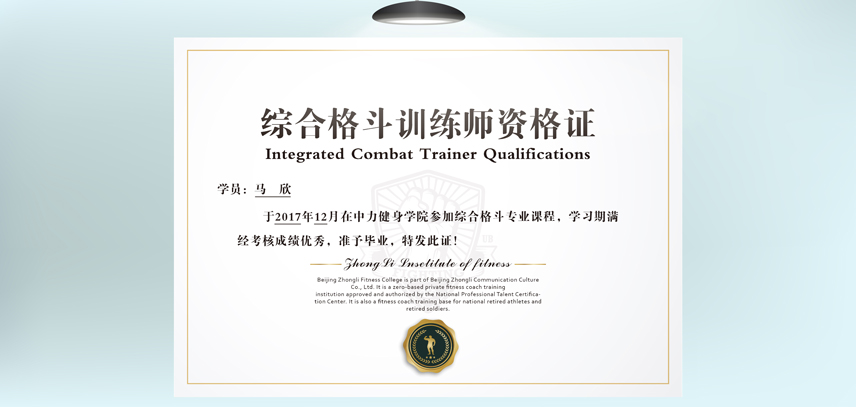 综合格斗训练师资格证
Integrated Combat Trainer Qualifications
学员：马 欣
于2017年12月在中力健身学院参加综合格斗专业课程，学习期满
经考核成绩优秀，准予毕业，特发此证！
ZhongLi Lnsetitute of fitness
Beijing Zhongli Fitness College is part of Beijing Zhongli Communication Culture
Co., Ltd. It is a zero-based private fitness coach training
institution approved and authorized by the National Professional Talent Certifica-
tion Center. It is also a fitness coach training base for national retired athletes and
retired soldiers.